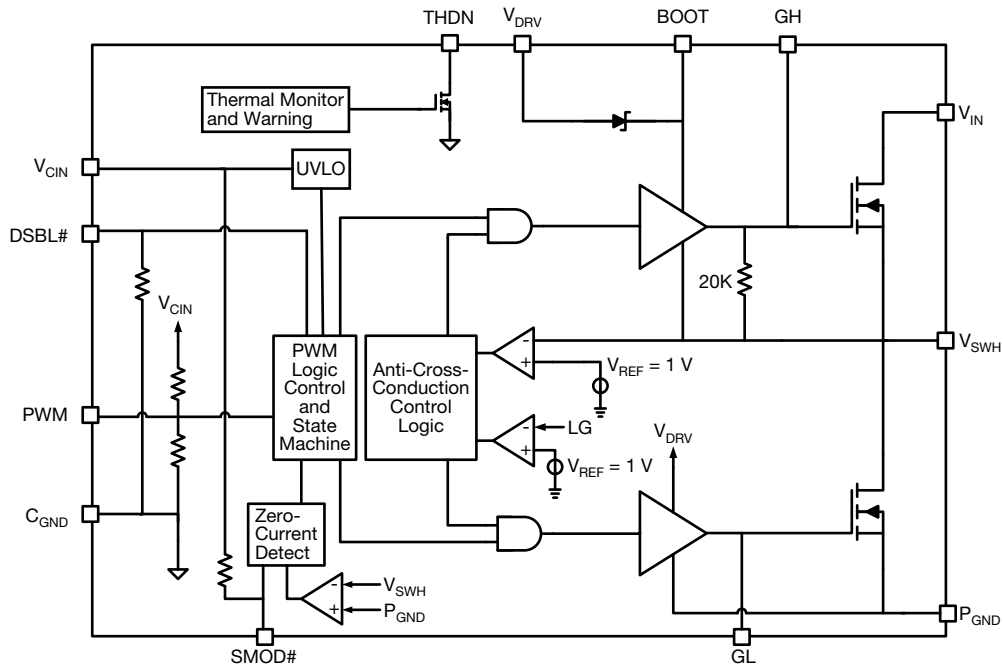 THDN
V_DRV
BOOT
GH
Thermal Monitor
and Warning
V_IN
V_CIN
UVLO
DSBL#
20K
V_CIN
V_SWH
PWM
Logic
Control
and
State
Machine
Anti-Cross-
Conduction
Control
Logic
-
+
V_REF = 1 V
PWM
-
+
LG
V_REF = 1 V
V_DRV
C_GND
Zero-
Current
Detect
-
+
V_SWH
P_GND
P_GND
SMOD#
GL